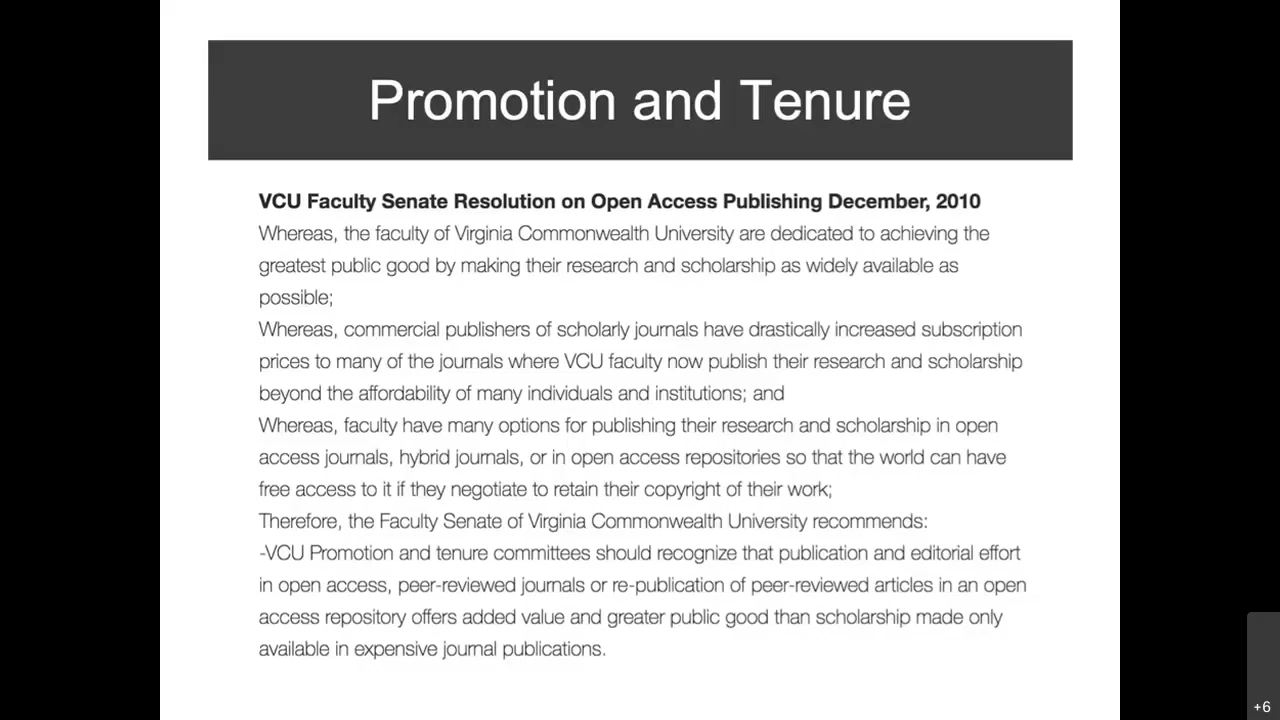 Promotion and Tenure
VCU Faculty Senate Resolution on Open Access Publishing December, 2010
Whereas, the faculty of Virginia Commonwealth University are dedicated to achieving the
greatest public good by making their research and scholarship as widely available as
possible;
Whereas, commercial publishers of scholarly journals have drastically increased subscription
prices to many of the journals where VCU faculty now publish their research and scholarship
beyond the affordability of many individuals and institutions; and
Whereas, faculty have many options for publishing their research and scholarship in open
access journals, hybrid journals, or in open access repositories so that the world can have
free access to it if they negotiate to retain their copyright of their work;
Therefore, the Faculty Senate of Virginia Commonwealth University recommends:
-VCU Promotion and tenure committees should recognize that publication and editorial effort
in open access, peer-reviewed journals or re-publication of peer-reviewed articles in an open
access repository offers added value and greater public good than scholarship made only
available in expensive journal publications.
+6